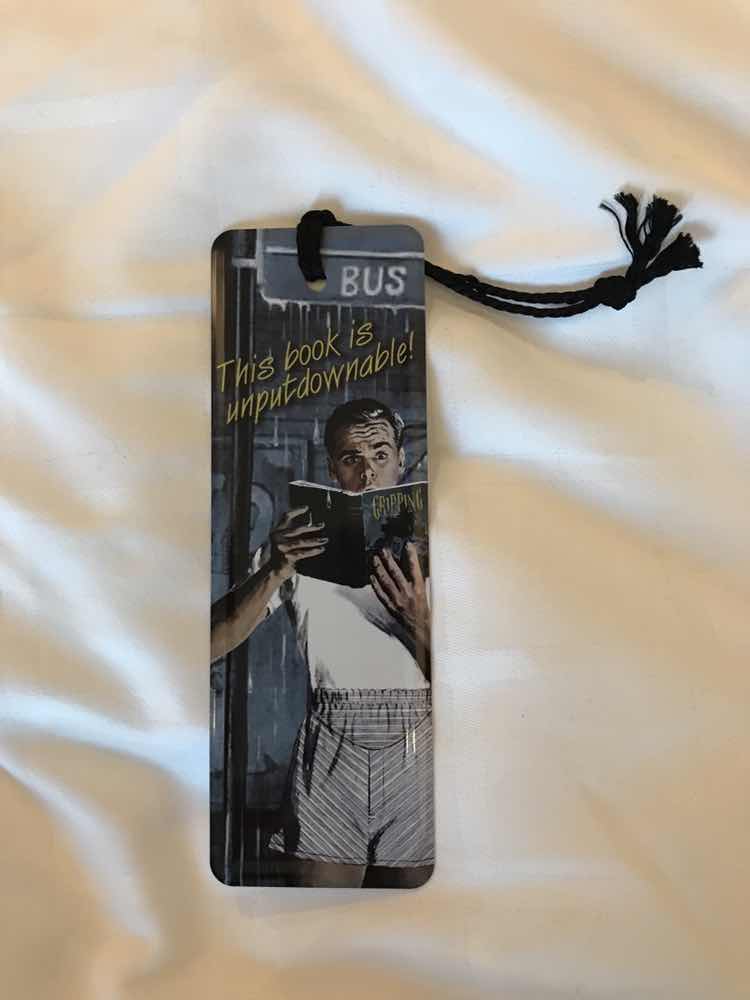 BUS
This book is
unputdownable!
GRIPPING